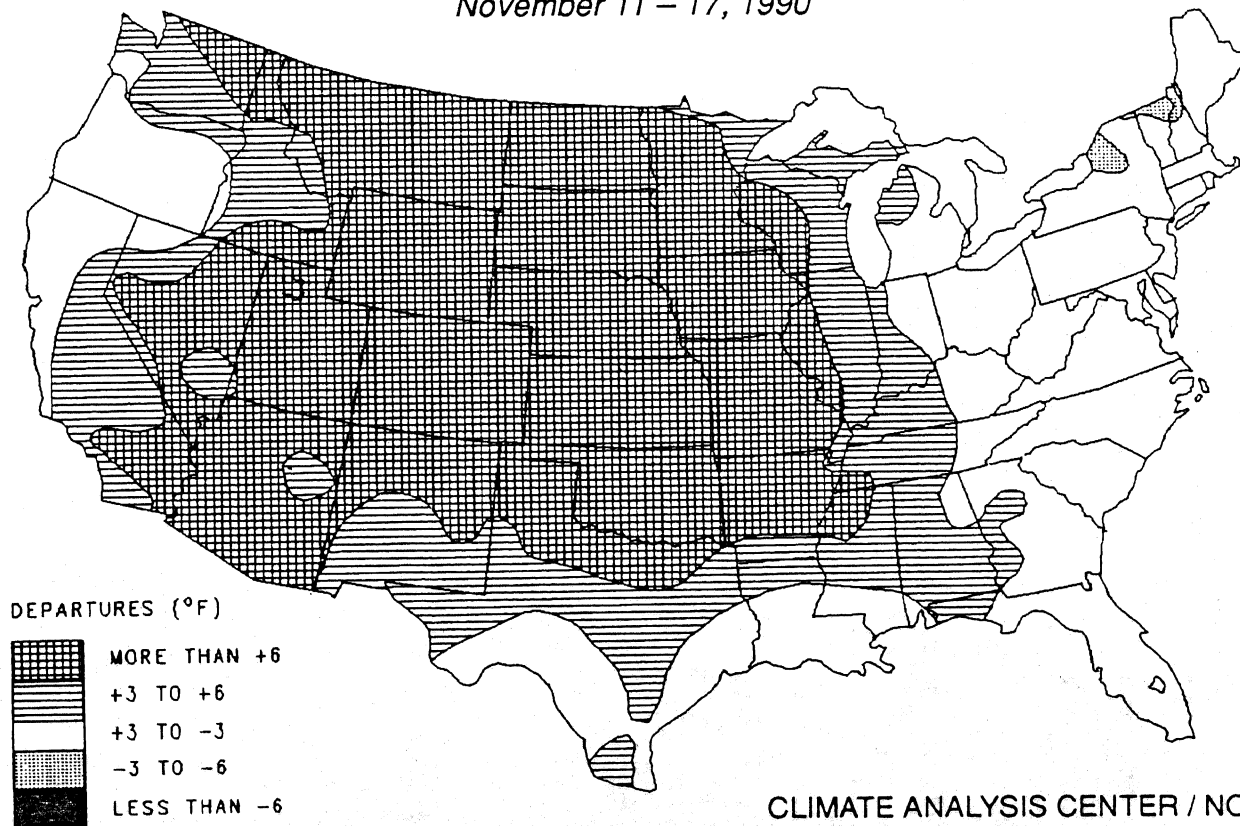 November 11 – 17, 1990
DEPARTURES (°F)
MORE THAN +6
+3 TO +6
+3 TO -3
-3 TO -6
LESS THAN -6
CLIMATE ANALYSIS CENTER / NO